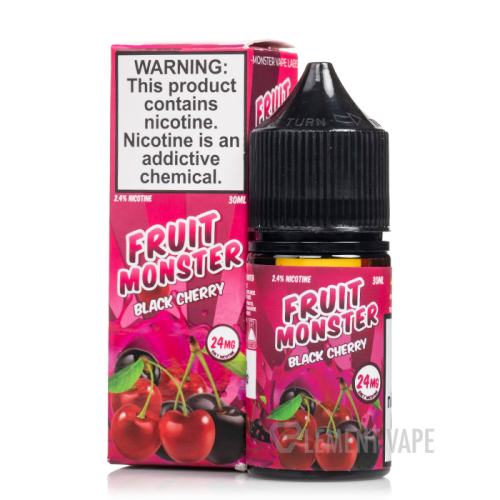 MONSTER VAPE LABS
WARNING:
This product
contains
nicotine.
Nicotine is an
addictive
chemical.
2.4% NICOTINE 30ML
FRUIT
MONSTER
BLACK CHERRY
24MG
FRUIT
TURN
2.4% NICOTINE 30ML
FRUIT
MONSTER
BLACK CHERRY
24MG
ELEMENT VAPE